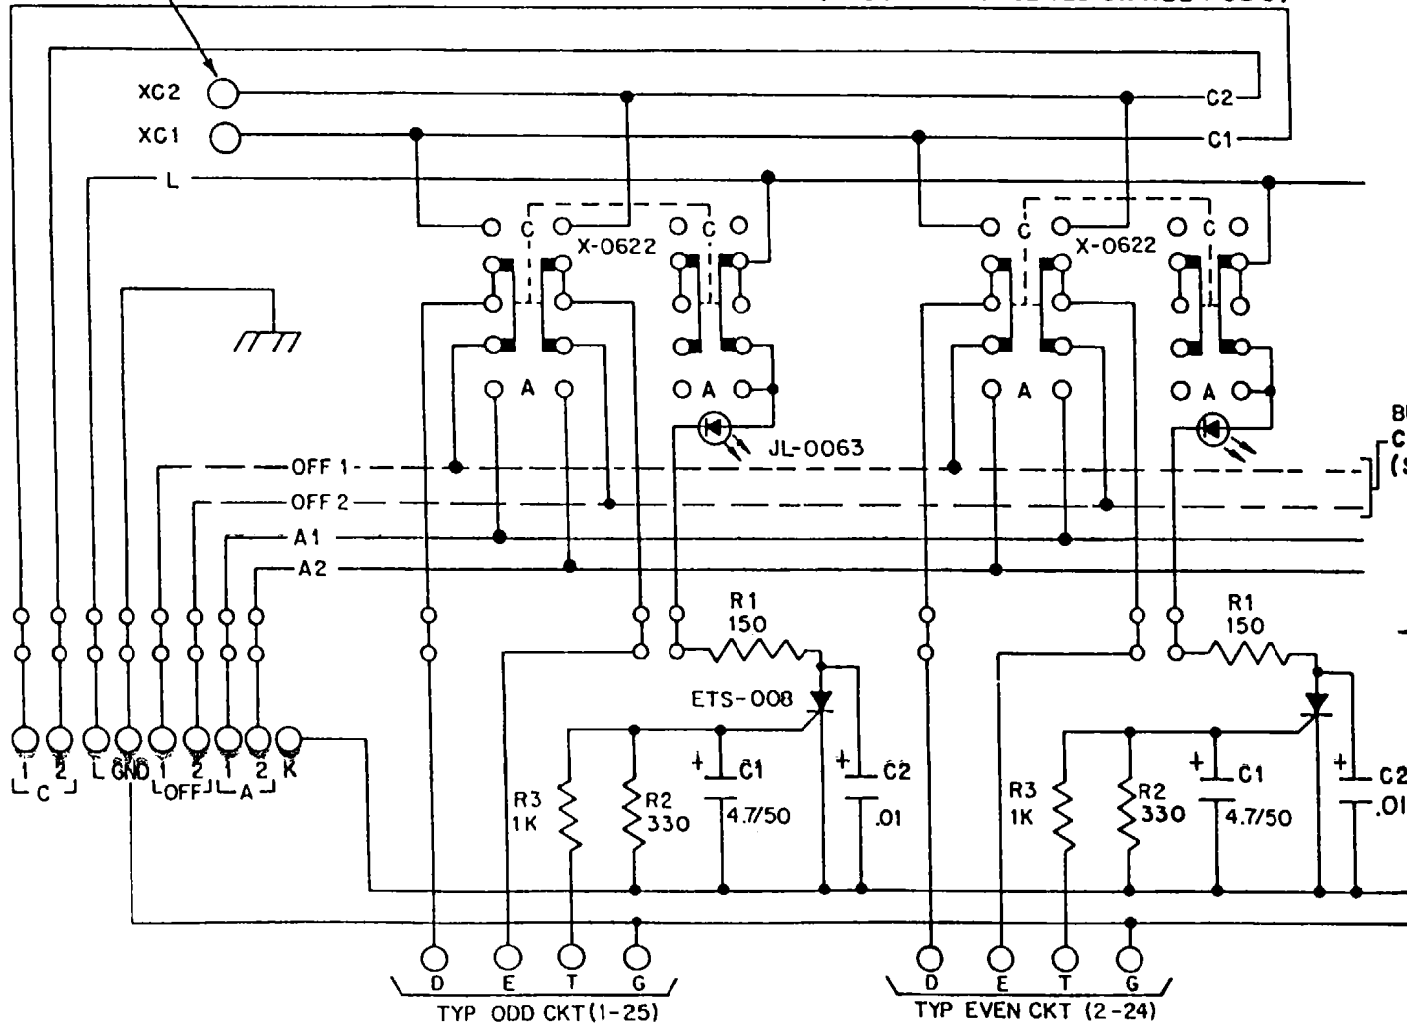 XC2
C2
XC1
C1
L
C C C C
X-0622 X-0622
A A A A
JL-0063
OFF 1
OFF 2
A1
A2
R1 R1
150 150
ETS-008
1 2 L GND 1 2 1 2 K
C OFF A
+ C1 + C2 + C1 + C2
R3 R2 R3 R2
1K 330 4.7/50 .01 1K 330 4.7/50 .01
D E T G D E T G
TYP ODD CKT (1-25) TYP EVEN CKT (2-24)